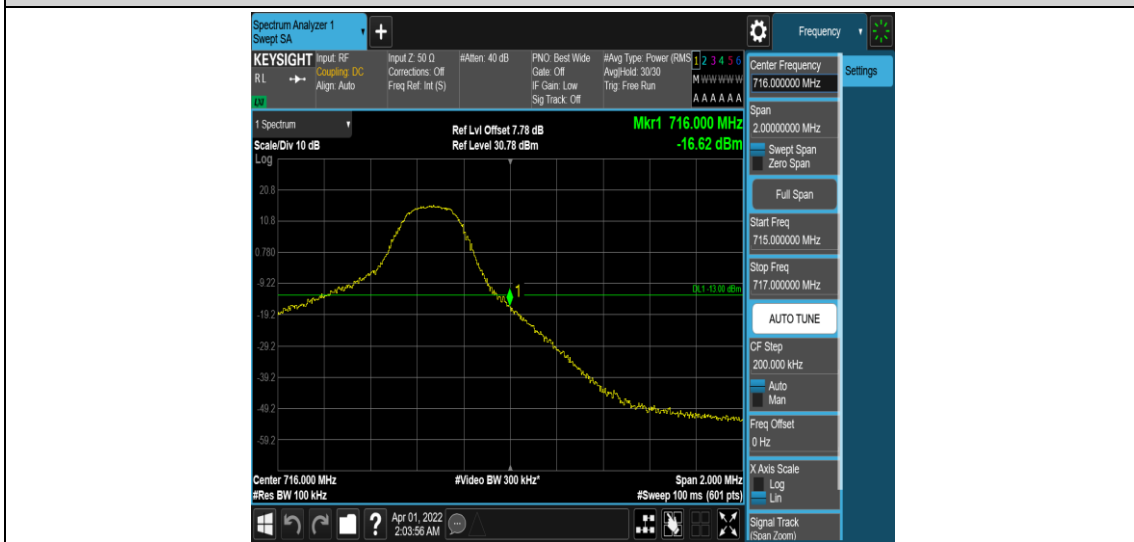 Spectrum Analyzer 1
Swept SA
+
Frequency
KEYSIGHT
RL
LXI
Input: RF
Coupling: DC
Align: Auto
Input Z: 50 Ω
Corrections: Off
Freq Ref: Int (S)
#Atten: 40 dB
PNO: Best Wide
Gate: Off
IF Gain: Low
Sig Track: Off
#Avg Type: Power (RMS
Avg|Hold: 30/30
Trig: Free Run
1 2 3 4 5 6
M W W W W W
A A A A A A
1 Spectrum
Scale/Div 10 dB
Ref Lvl Offset 7.78 dB
Ref Level 30.78 dBm
Mkr1 716.000 MHz
-16.62 dBm
Log
20.8
10.8
0.780
-9.22
-19.2
-29.2
-39.2
-49.2
-59.2
DL1 -13.00 dBm
1
Center 716.000 MHz
#Res BW 100 kHz
#Video BW 300 kHz*
Span 2.000 MHz
#Sweep 100 ms (601 pts)
?
Apr 01, 2022
2:03:56 AM
Center Frequency
716.000000 MHz
Span
2.00000000 MHz
Swept Span
Zero Span
Full Span
Start Freq
715.000000 MHz
Stop Freq
717.000000 MHz
AUTO TUNE
CF Step
200.000 kHz
Auto
Man
Freq Offset
0 Hz
X Axis Scale
Log
Lin
Signal Track
(Span Zoom)
Settings